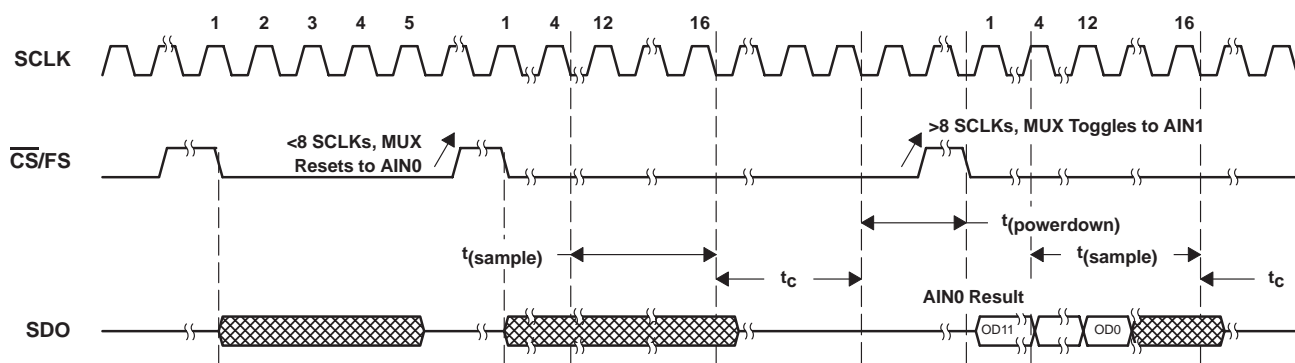 1 2 3 4 5 1 4 12 16 1 4 12 16
SCLK
CS/FS
<8 SCLKs, MUX
Resets to AIN0
>8 SCLKs, MUX Toggles to AIN1
t(powerdown)
t(sample)
t(sample)
tc
tc
AIN0 Result
SDO
OD11
OD0